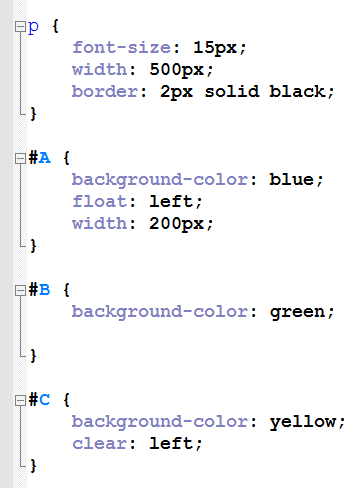 p {
font-size: 15px;
width: 500px;
border: 2px solid black;
}
#A {
background-color: blue;
float: left;
width: 200px;
}
#B {
background-color: green;
}
#C {
background-color: yellow;
clear: left;
}